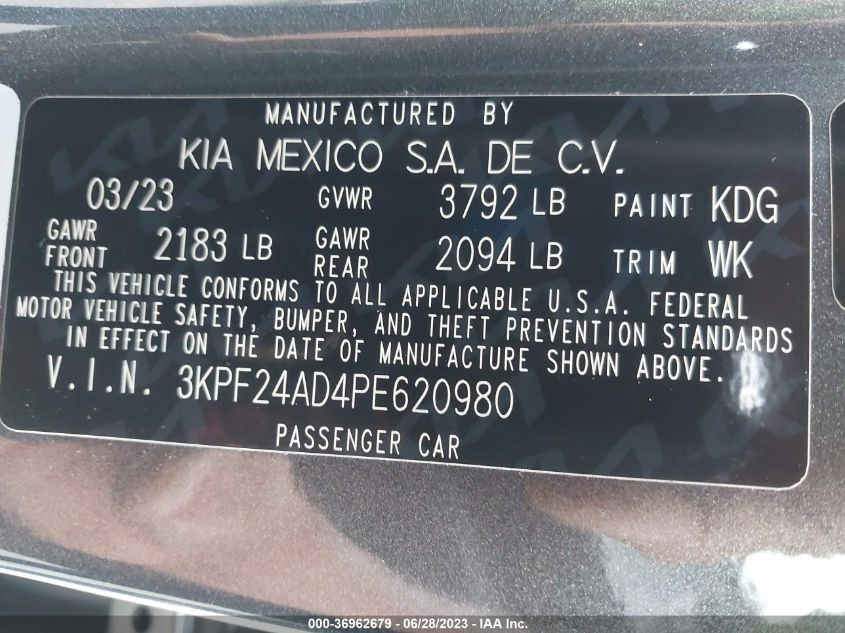 MANUFACTURED BY
KIA MEXICO S.A. DE C.V.
03/23 GVWR 3792 LB PAINT KDG
GAWR FRONT 2183 LB GAWR REAR 2094 LB TRIM WK
THIS VEHICLE CONFORMS TO ALL APPLICABLE U.S.A. FEDERAL
MOTOR VEHICLE SAFETY, BUMPER, AND THEFT PREVENTION STANDARDS
IN EFFECT ON THE DATE OF MANUFACTURE SHOWN ABOVE.
V.I.N. 3KPF24AD4PE620980
PASSENGER CAR
000-36962679 - 06/28/2023 - IAA Inc.